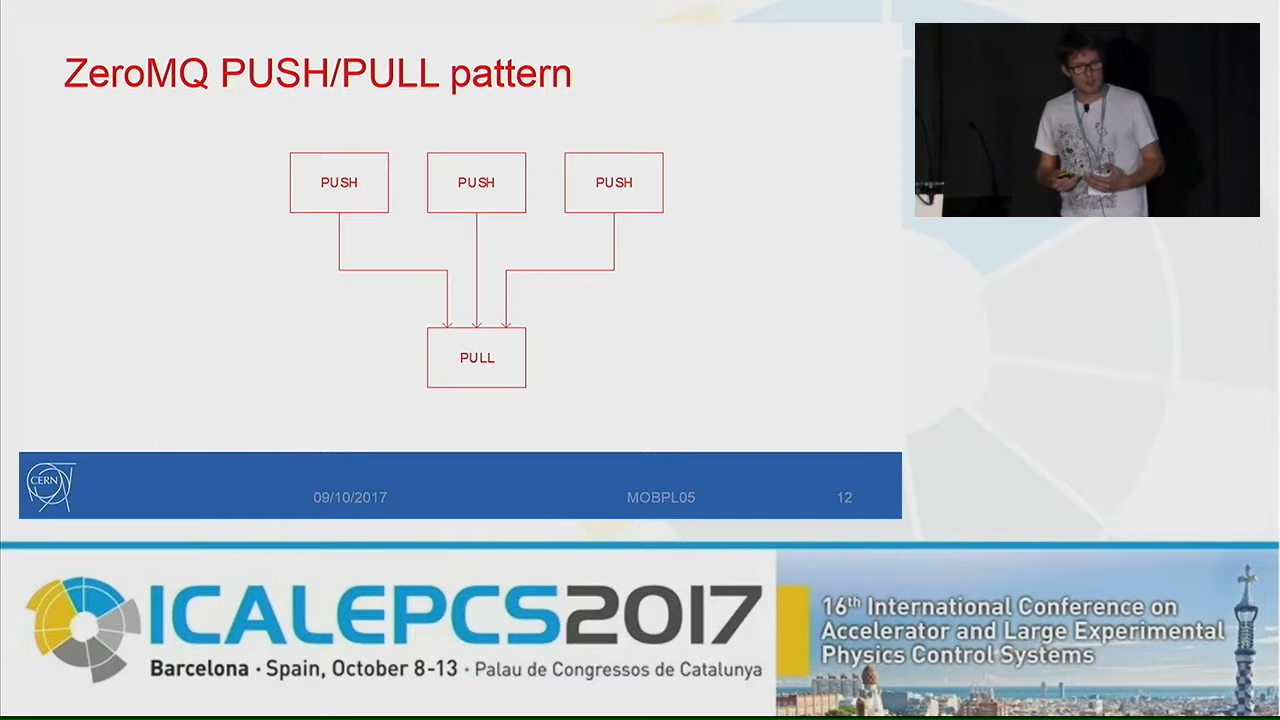 ZeroMQ PUSH/PULL pattern
PUSH
PUSH
PUSH
PULL
CERN
09/10/2017
MOBPL05
12
ICALEPCS2017
Barcelona · Spain, October 8-13 · Palau de Congressos de Catalunya
16th International Conference on
Accelerator and Large Experimental
Physics Control Systems